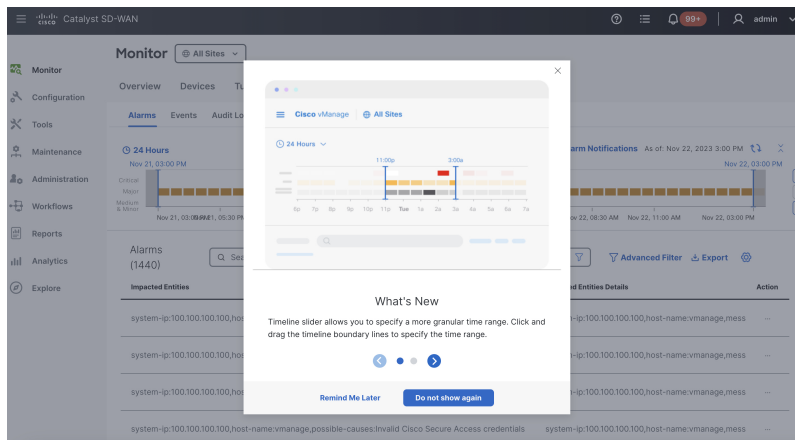 cisco Catalyst SD-WAN
99+
admin
Monitor
All Sites
Monitor
Configuration
Tools
Maintenance
Administration
Workflows
Reports
Analytics
Explore
Overview Devices Tu
Alarms Events Audit Lo
24 Hours
Nov 21, 03:00 PM
Critical
Major
Medium
& Minor
Nov 21, 05:30 PM
Alarms
(1440)
Sea
Impacted Entities
system-ip:100.100.100.100,hos
system-ip:100.100.100.100,hos
system-ip:100.100.100.100,hos
system-ip:100.100.100.100,host-name:vmanage,possible-causes:Invalid Cisco Secure Access credentials
Cisco vManage All Sites
24 Hours
11:00p 3:00a
6p 7p 8p 9p 10p 11p Tue 1a 2a 3a 4a 5a 6a 7a
What's New
Timeline slider allows you to specify a more granular time range. Click and
drag the timeline boundary lines to specify the time range.
Remind Me Later Do not show again
arm Notifications As of: Nov 22, 2023 3:00 PM
Nov 22, 03:00 PM
ov 22, 08:30 AM Nov 22, 11:00 AM Nov 22, 03:00 PM
Advanced Filter Export
ed Entities Details Action
-ip:100.100.100.100,host-name:vmanage,mess ...
-ip:100.100.100.100,host-name:vmanage,mess ...
-ip:100.100.100.100,host-name:vmanage,mess ...
system-ip:100.100.100.100,host-name:vmanage,mess ...